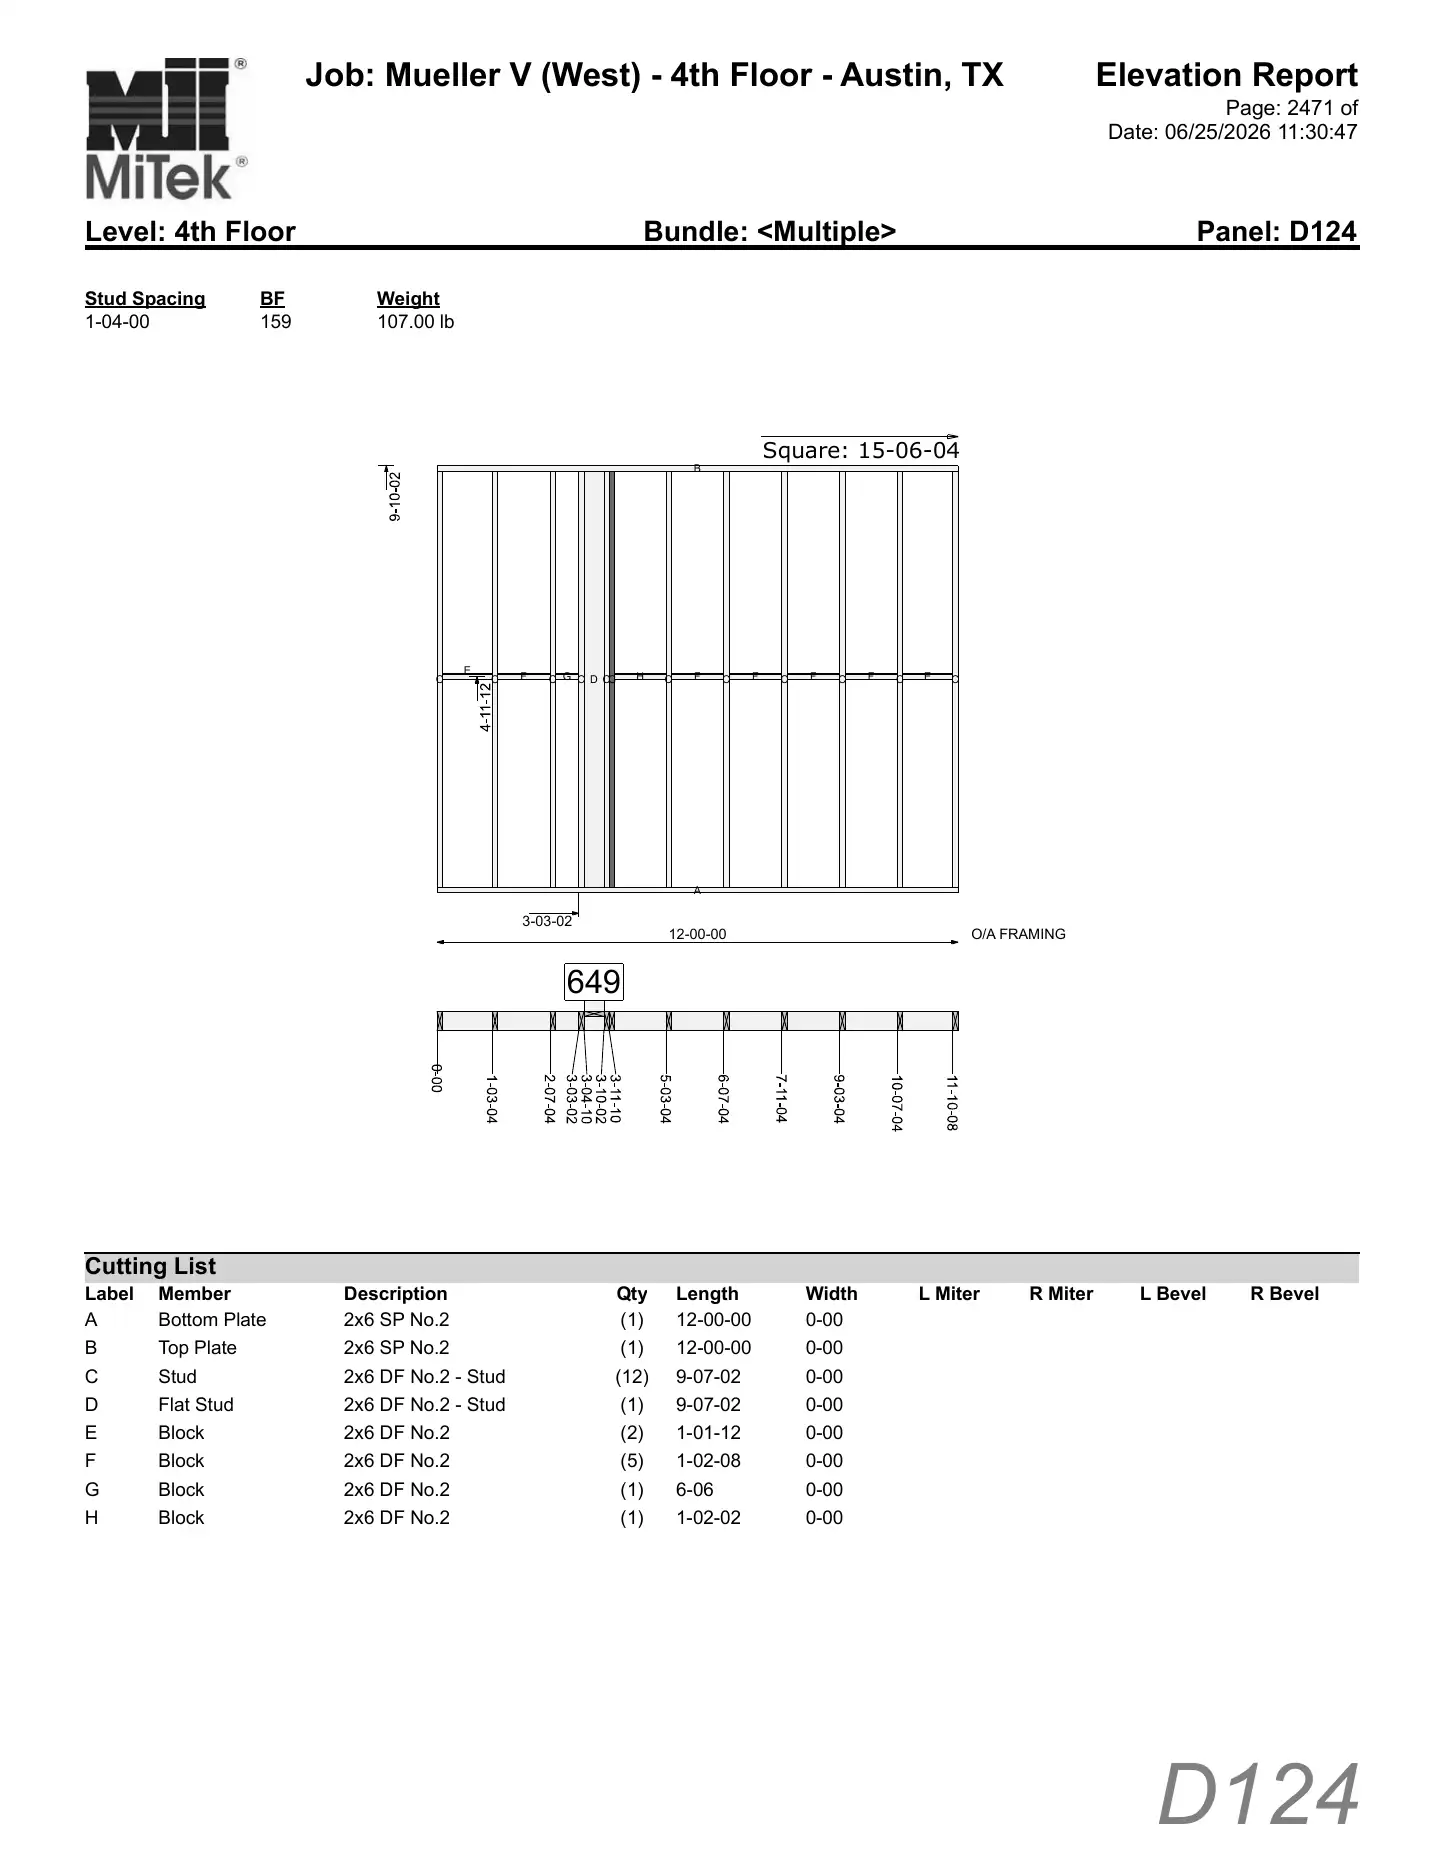 Job: Mueller V (West) - 4th Floor - Austin, TX
Elevation Report
Page: 2471 of
Date: 06/25/2026 11:30:47
MiTek®
Level: 4th Floor
Bundle: <Multiple>
Panel: D124
Stud Spacing BF Weight
1-04-00 159 107.00 lb
Square: 15-06-04
B
9-10-02
E F G D H F F F F E
4-11-12
A
3-03-02
12-00-00
O/A FRAMING
649
0-00 1-03-04 2-07-04 3-03-02 3-04-10 3-10-02 3-11-10 5-03-04 6-07-04 7-11-04 9-03-04 10-07-04 11-10-08
Cutting List
Label Member Description Qty Length Width L Miter R Miter L Bevel R Bevel
A Bottom Plate 2x6 SP No.2 (1) 12-00-00 0-00
B Top Plate 2x6 SP No.2 (1) 12-00-00 0-00
C Stud 2x6 DF No.2 - Stud (12) 9-07-02 0-00
D Flat Stud 2x6 DF No.2 - Stud (1) 9-07-02 0-00
E Block 2x6 DF No.2 (2) 1-01-12 0-00
F Block 2x6 DF No.2 (5) 1-02-08 0-00
G Block 2x6 DF No.2 (1) 6-06 0-00
H Block 2x6 DF No.2 (1) 1-02-02 0-00
D124